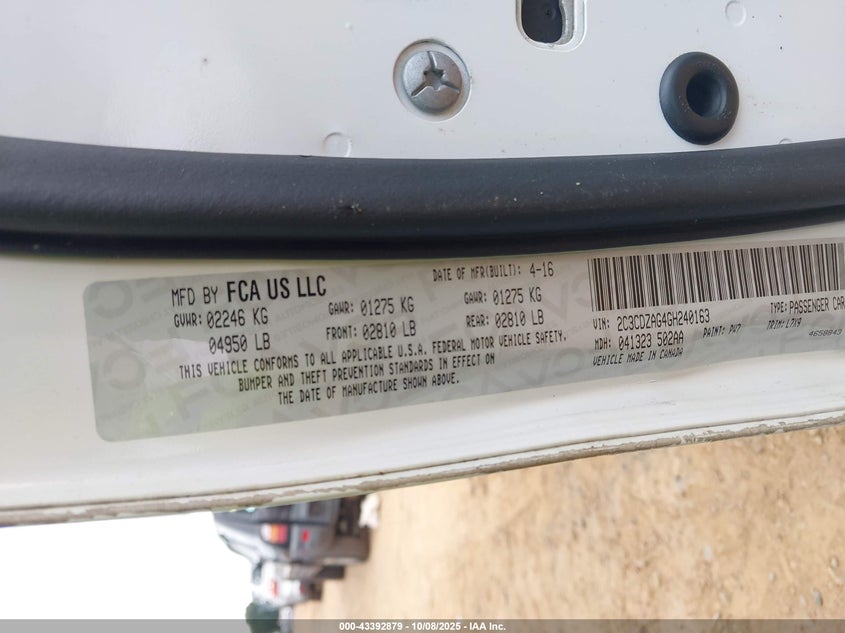 MFD BY FCA US LLC
DATE OF MFR(BUILT): 4-16
GVWR: 02246 KG
04950 LB
GAWR: 01275 KG
FRONT: 02810 LB
GAWR: 01275 KG
REAR: 02810 LB
THIS VEHICLE CONFORMS TO ALL APPLICABLE U.S.A. FEDERAL MOTOR VEHICLE SAFETY,
BUMPER AND THEFT PREVENTION STANDARDS IN EFFECT ON
THE DATE OF MANUFACTURE SHOWN ABOVE.
VIN: 2C3CDZAG4GH240163
TYPE: PASSENGER CAR
MDH: 041323 502AA
PAINT: PW7
TRIM: L7X9
VEHICLE MADE IN CANADA
4658843
000-43392879 - 10/08/2025 - IAA Inc.